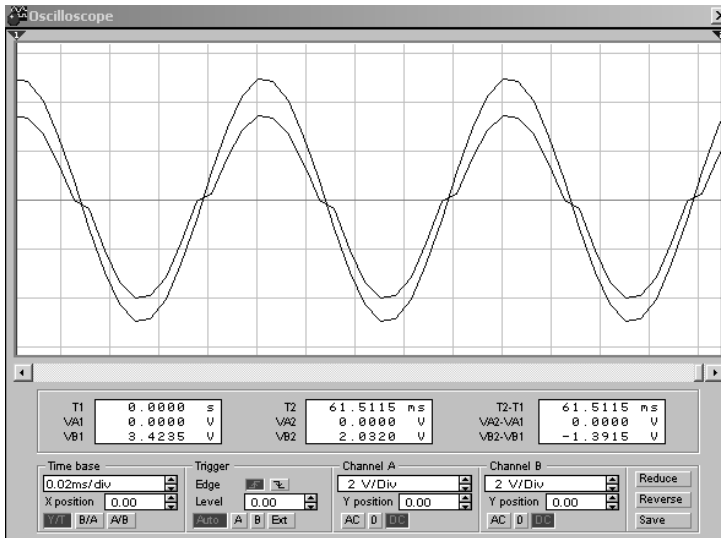 Oscilloscope
1
T1 0.0000 s T2 61.5115 ms T2-T1 61.5115 ms
VA1 0.0000 V VA2 0.0000 V VA2-VA1 0.0000 V
VB1 3.4235 V VB2 2.0320 V VB2-VB1 -1.3915 V
Time base Trigger Channel A Channel B
0.02ms/div Edge 2 V/Div 2 V/Div Reduce
X position 0.00 Level 0.00 Y position 0.00 Y position 0.00 Reverse
Y/T B/A A/B Auto A B Ext AC 0 DC AC 0 DC Save